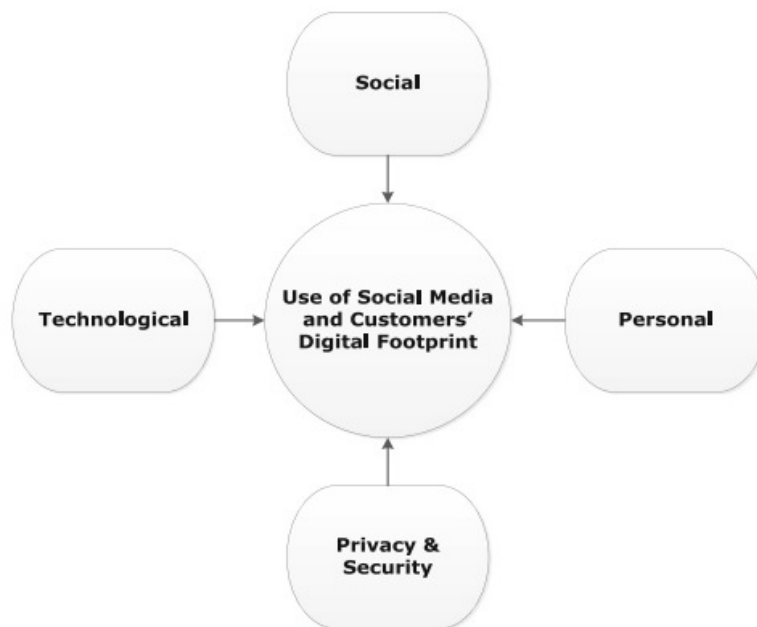 Social
Technological
Use of Social Media
and Customers’
Digital Footprint
Personal
Privacy &
Security